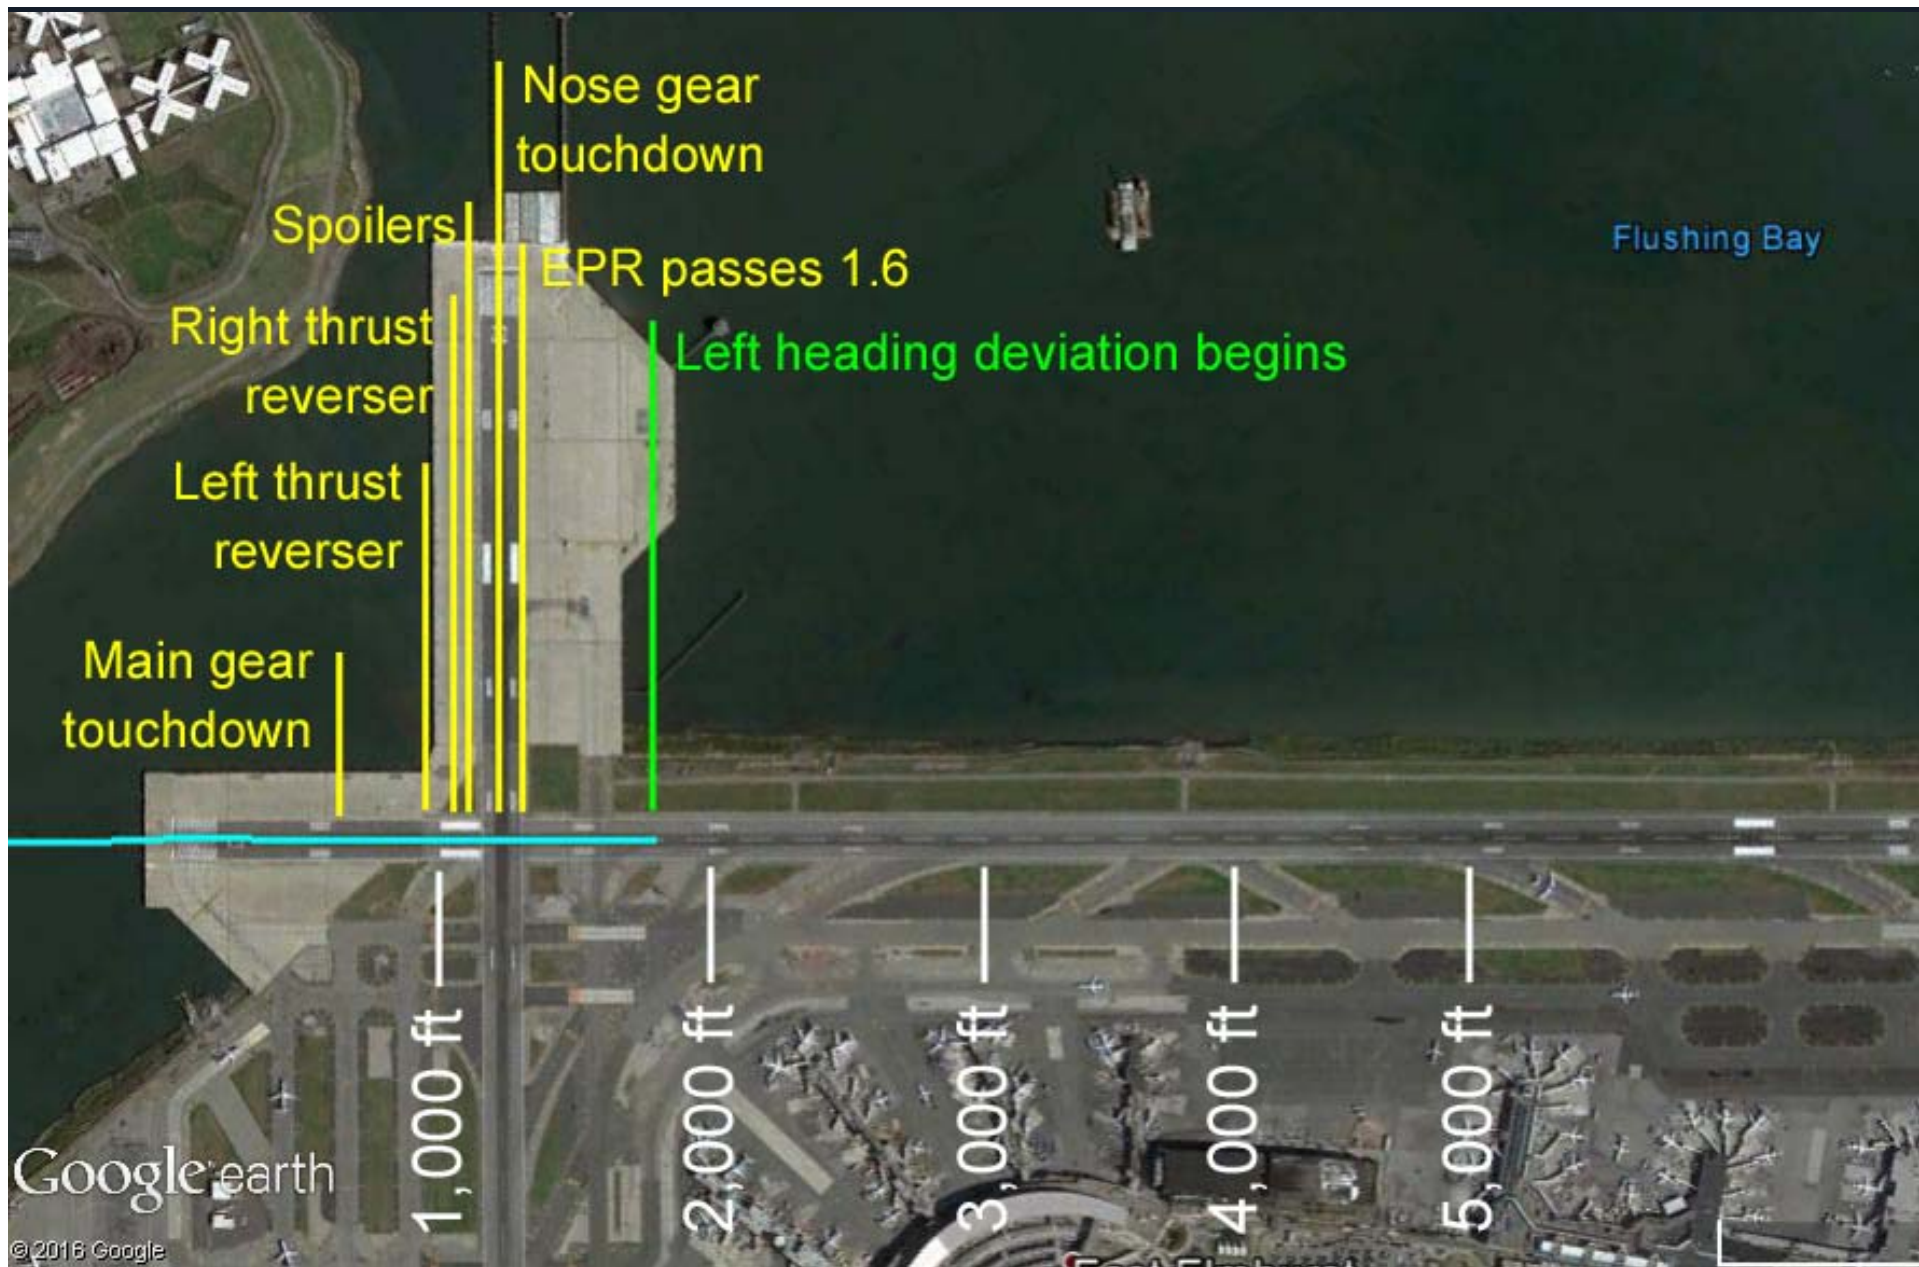 Nose gear
touchdown
Spoilers
EPR passes 1.6
Flushing Bay
Right thrust
reverser
Left heading deviation begins
Left thrust
reverser
Main gear
touchdown
1,000 ft
2,000 ft
3,000 ft
4,000 ft
5,000 ft
Google earth
© 2016 Google
East Elmhurst